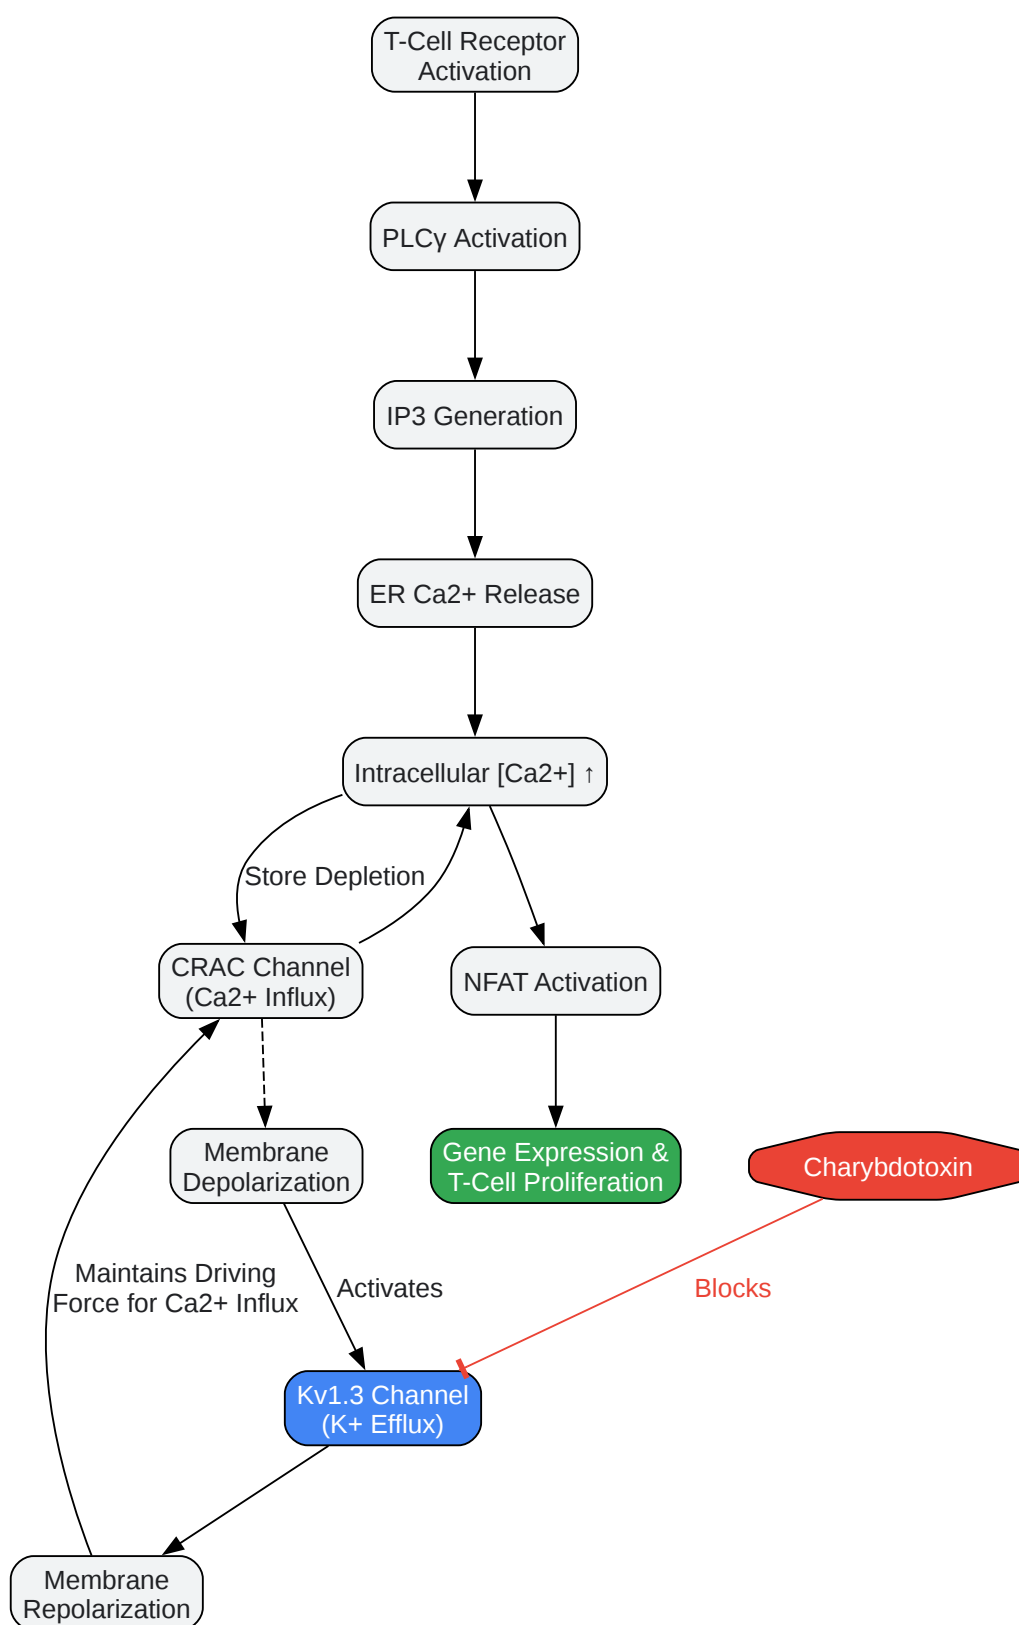 T-Cell Receptor
Activation
PLCγ Activation
IP3 Generation
ER Ca2+ Release
Intracellular [Ca2+] ↑
Store Depletion
CRAC Channel
(Ca2+ Influx)
NFAT Activation
Membrane
Depolarization
Gene Expression &
T-Cell Proliferation
Charybdotoxin
Maintains Driving
Force for Ca2+ Influx
Activates
Blocks
Kv1.3 Channel
(K+ Efflux)
Membrane
Repolarization